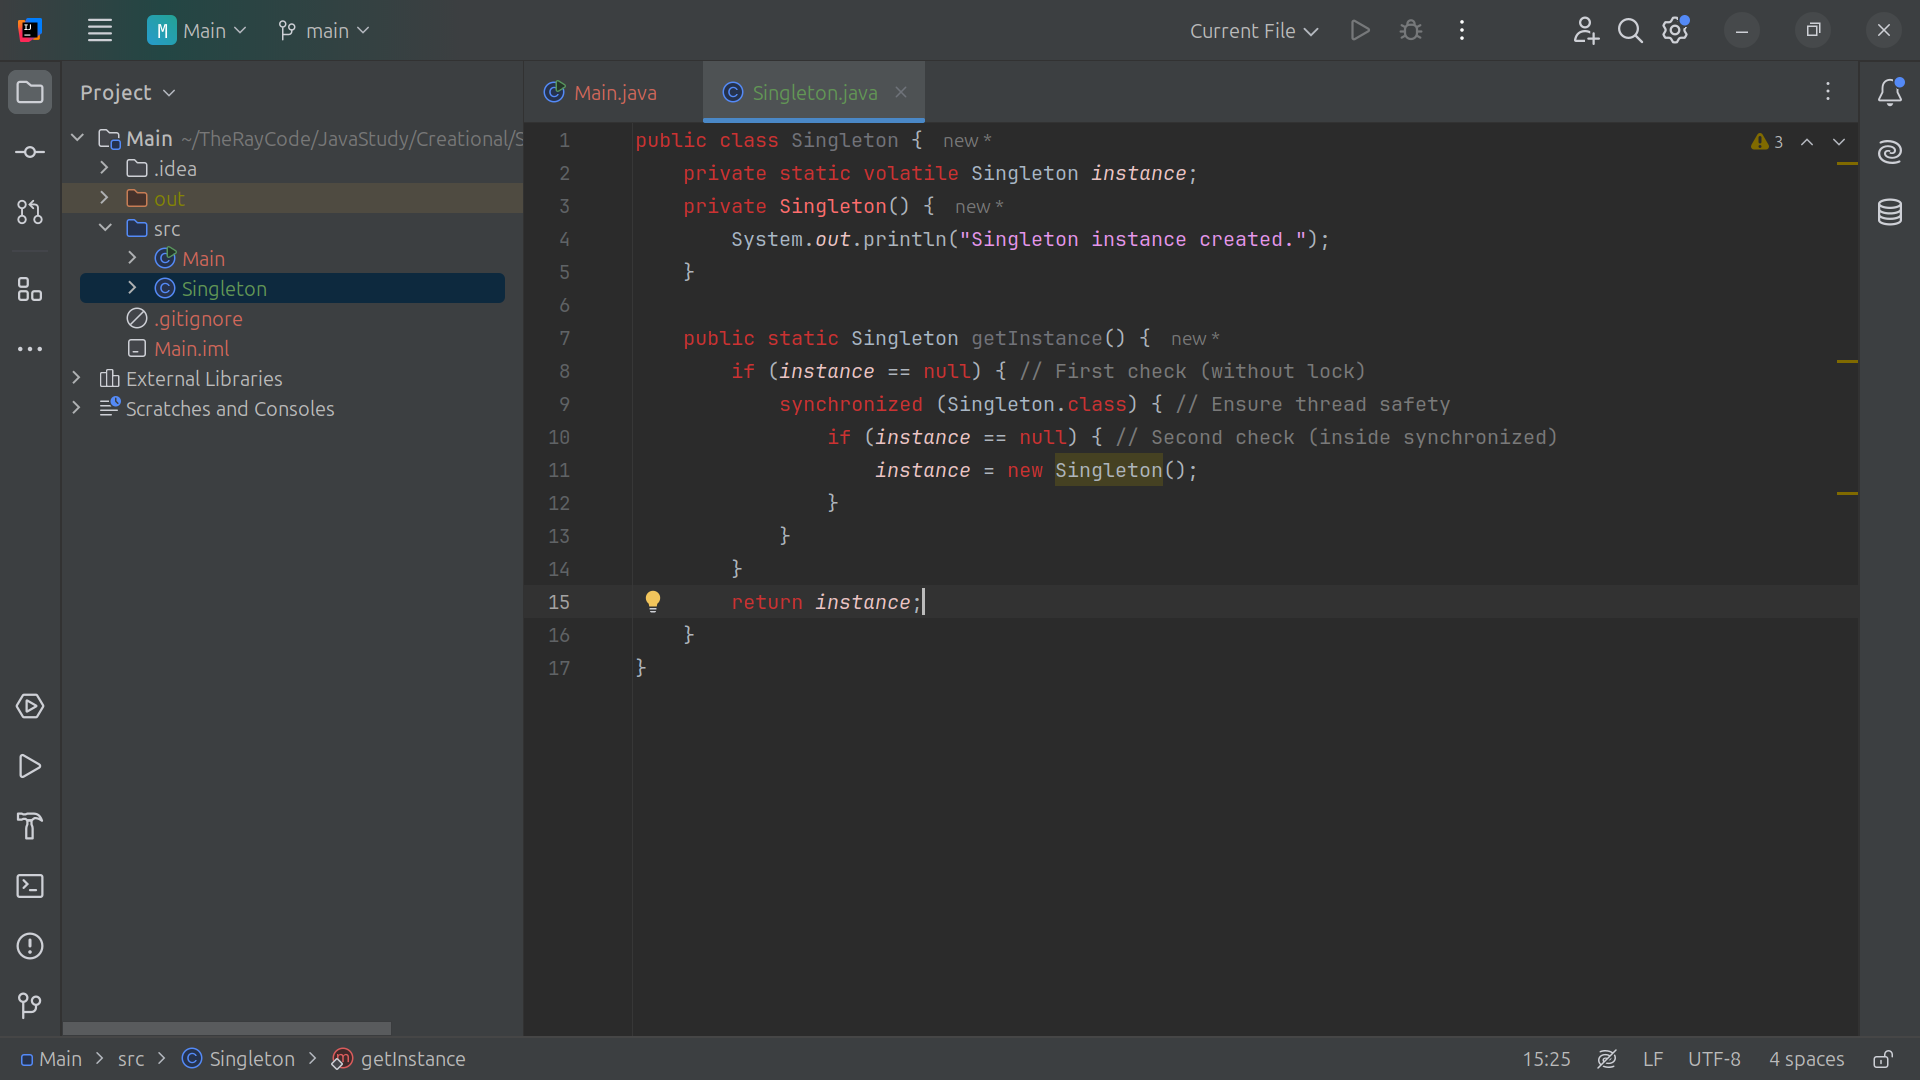 M Main main Current File
Project
Main ~/TheRayCode/JavaStudy/Creational/S
.idea
out
src
Main
Singleton
.gitignore
Main.iml
External Libraries
Scratches and Consoles
Main.java Singleton.java
3
1 public class Singleton { new *
2 private static volatile Singleton instance;
3 private Singleton() { new *
4 System.out.println("Singleton instance created.");
5 }
6
7 public static Singleton getInstance() { new *
8 if (instance == null) { // First check (without lock)
9 synchronized (Singleton.class) { // Ensure thread safety
10 if (instance == null) { // Second check (inside synchronized)
11 instance = new Singleton();
12 }
13 }
14 }
15 return instance;
16 }
17 }
Main > src > Singleton > getInstance 15:25 LF UTF-8 4 spaces